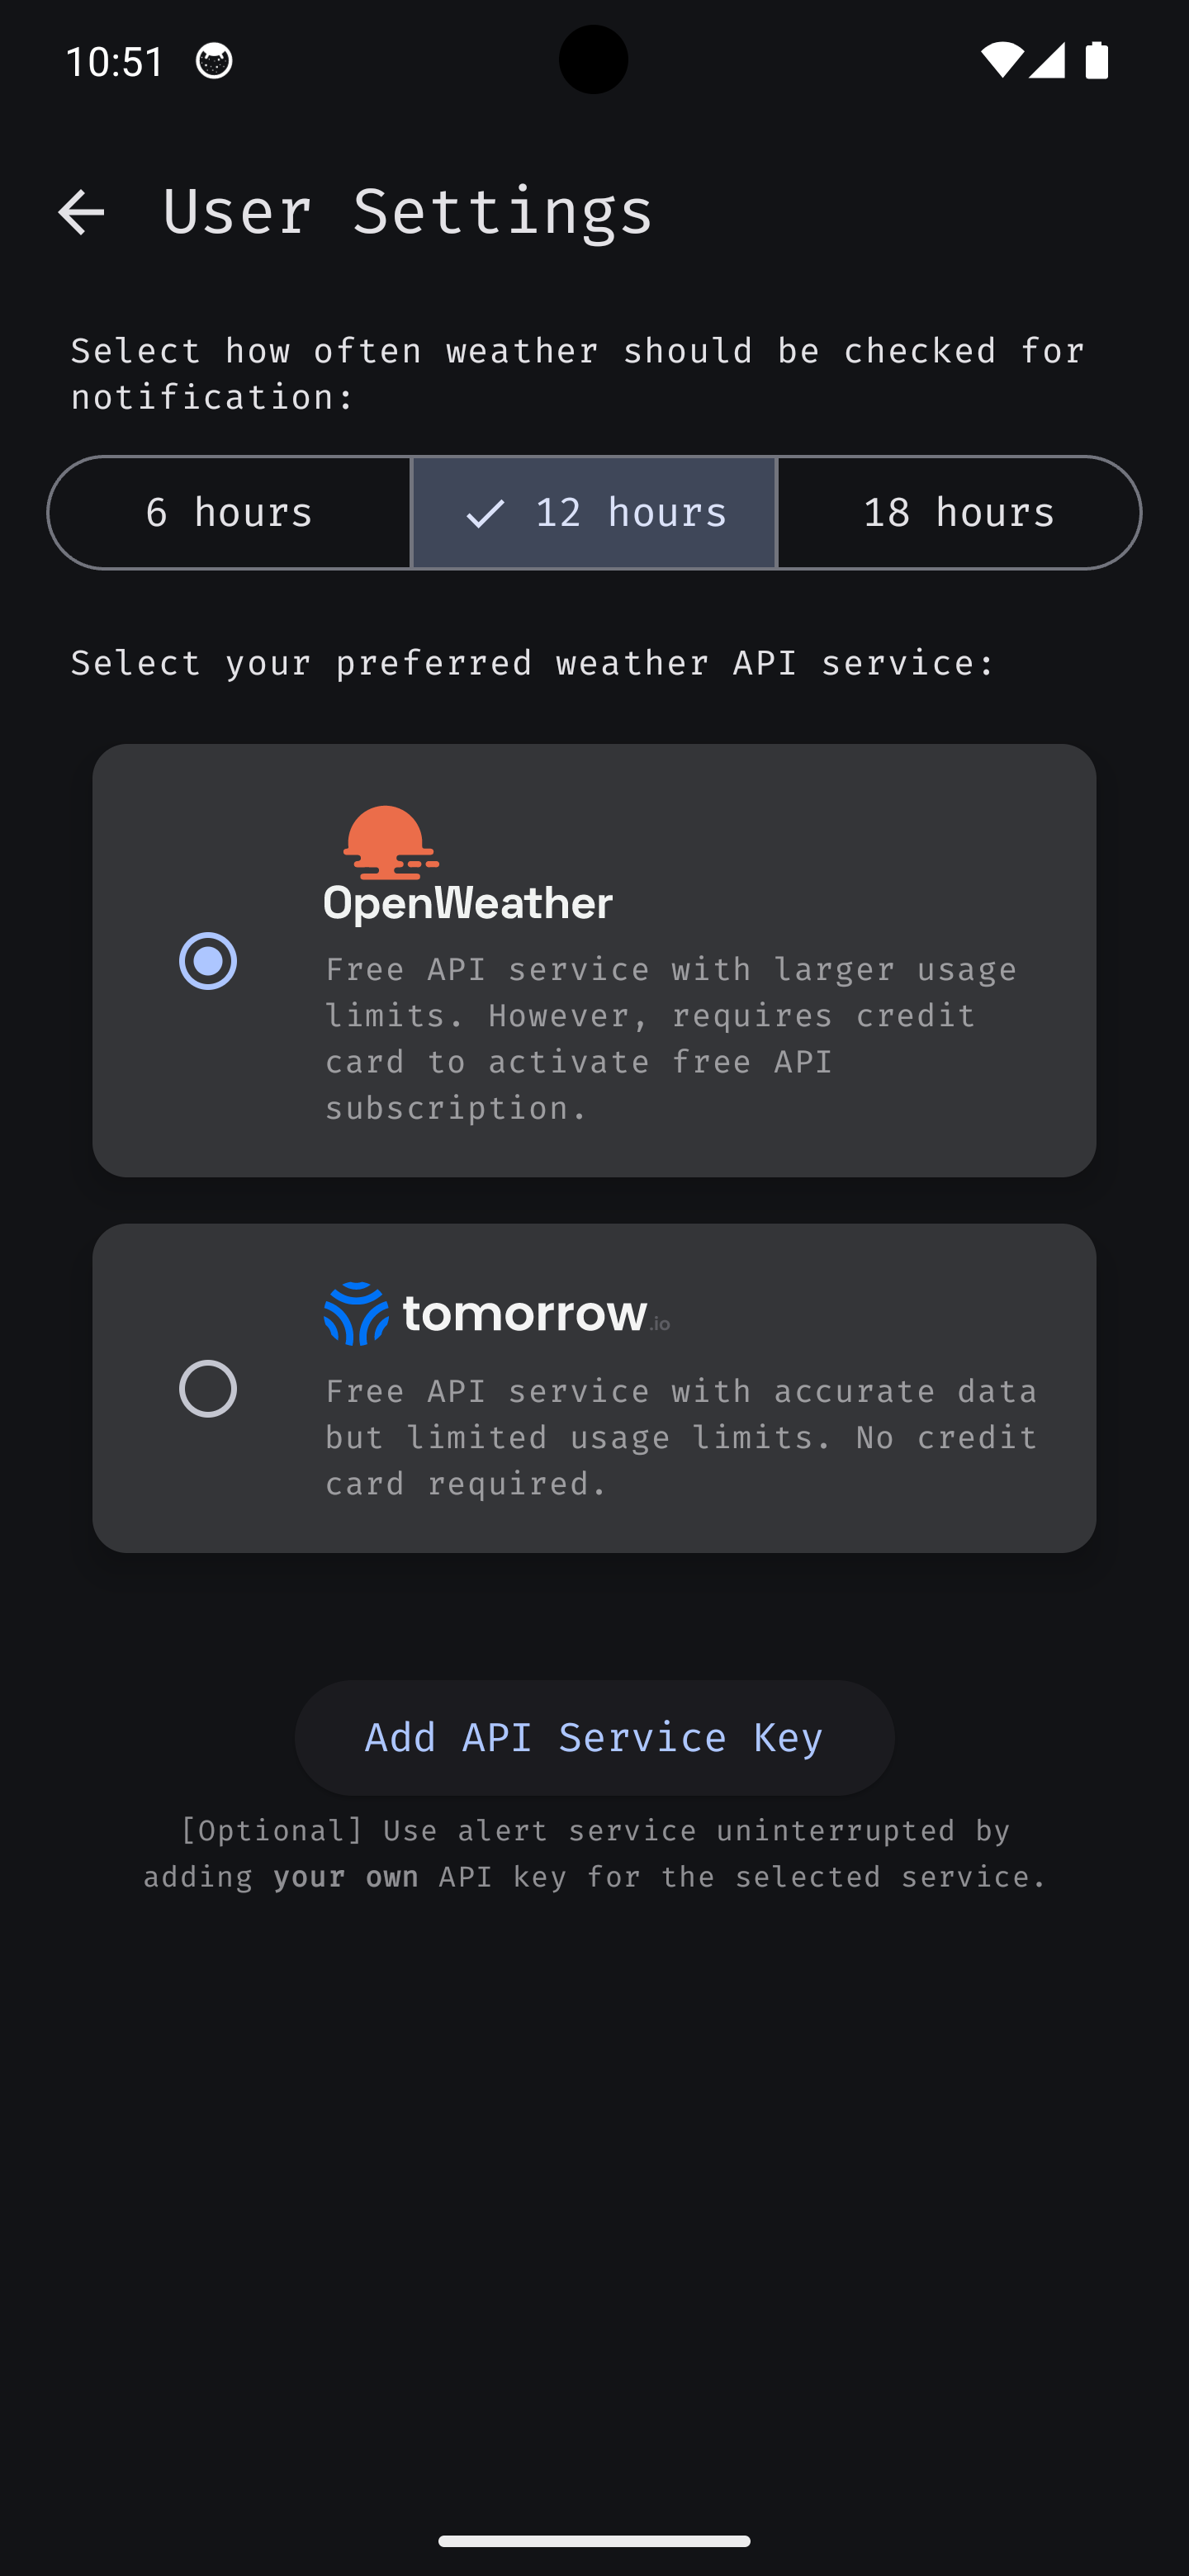 10:51
User Settings
Select how often weather should be checked for
notification:
6 hours
12 hours
18 hours
Select your preferred weather API service:
OpenWeather
Free API service with larger usage
limits. However, requires credit
card to activate free API
subscription.
tomorrow.io
Free API service with accurate data
but limited usage limits. No credit
card required.
Add API Service Key
[Optional] Use alert service uninterrupted by
adding your own API key for the selected service.